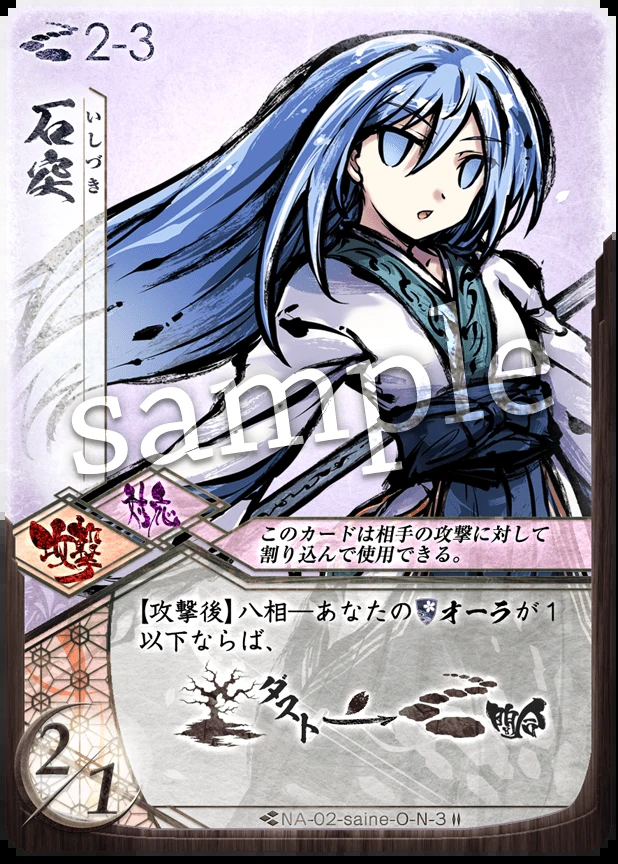 2-3
石突
いしづき
sample
攻撃
対応
このカードは相手の攻撃に対して
割り込んで使用できる。
【攻撃後】八相―あなたのオーラが1
以下ならば、
ダスト
間合
2/1
NA-02-saine-O-N-3